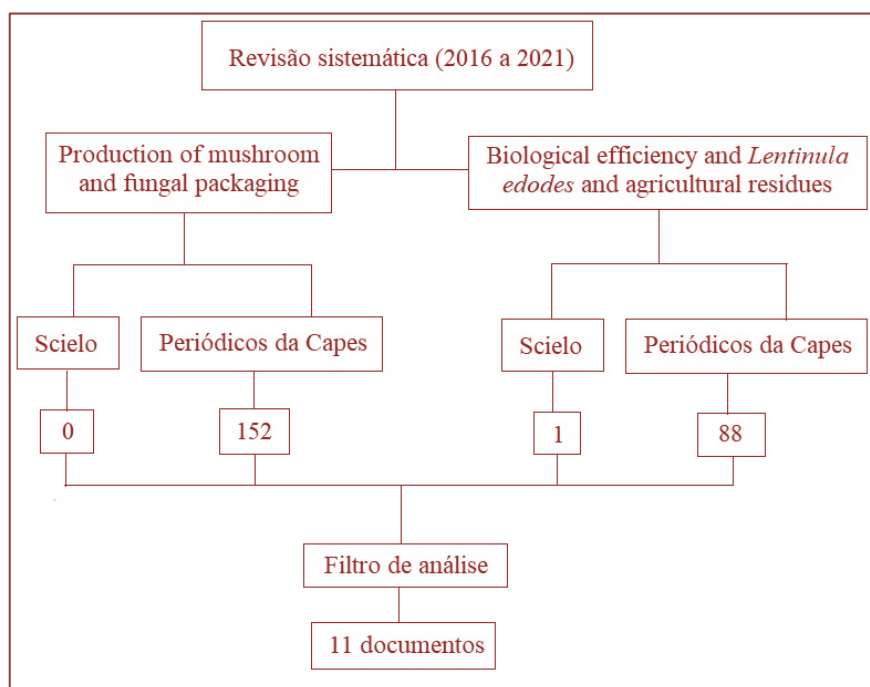 Revisão sistemática (2016 a 2021)
Production of mushroom
and fungal packaging
Biological efficiency and Lentinula
edodes and agricultural residues
Scielo
Periódicos da Capes
Scielo
Periódicos da Capes
0
152
1
88
Filtro de análise
11 documentos